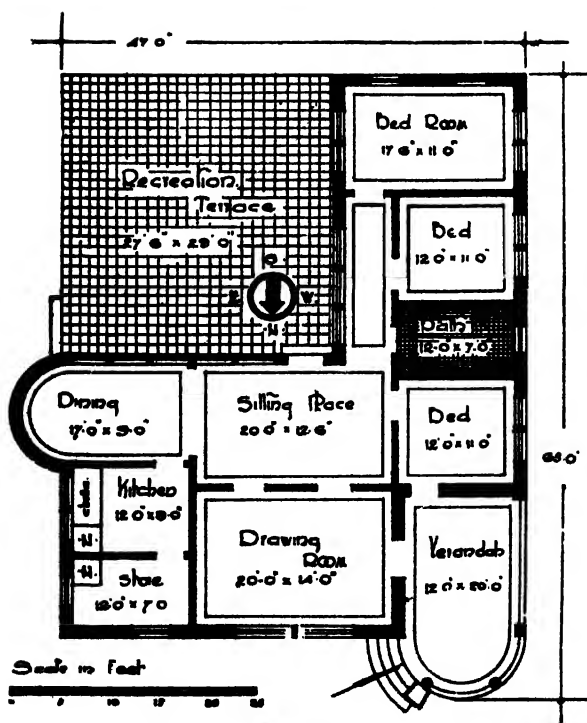 47'0"
Bed Room
17'6" x 11'0"
Recreation
Terrace
27'6" x 29'0"
Bed
12'0" x 11'0"
W
N
Bath
12'0" x 7'0"
Dining
17'0" x 9'0"
Sitting Place
20'0" x 12'6"
Bed
12'0" x 11'0"
Kitchen
12'0" x 9'0"
Drawing
Room
20'-0" x 14'-0"
Verandah
12'0" x 20'0"
Store
12'0" x 7'0
Scale in Feet